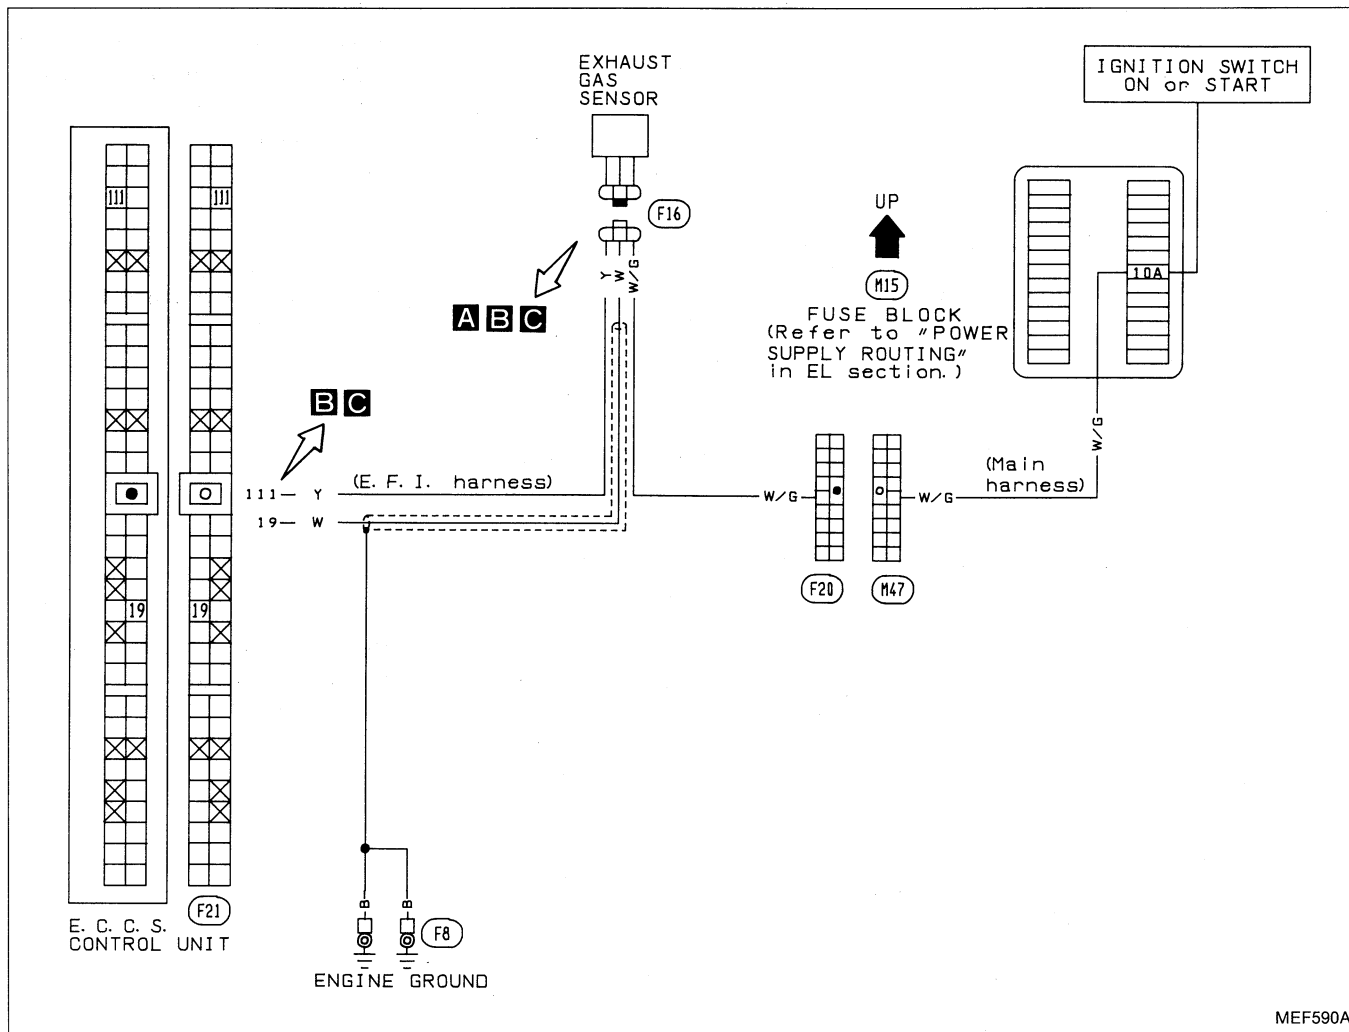 EXHAUST
GAS
SENSOR
IGNITION SWITCH
ON or START
111
111
F16
UP
M15
FUSE BLOCK
(Refer to "POWER
SUPPLY ROUTING"
in EL section.)
10A
Y
W
W/G
A B C
B C
W/G
111 Y
(E. F. I. harness)
19 W
W/G
W/G
(Main
harness)
F20
M47
19
19
F21
E. C. C. S.
CONTROL UNIT
B
B
F8
ENGINE GROUND
MEF590A